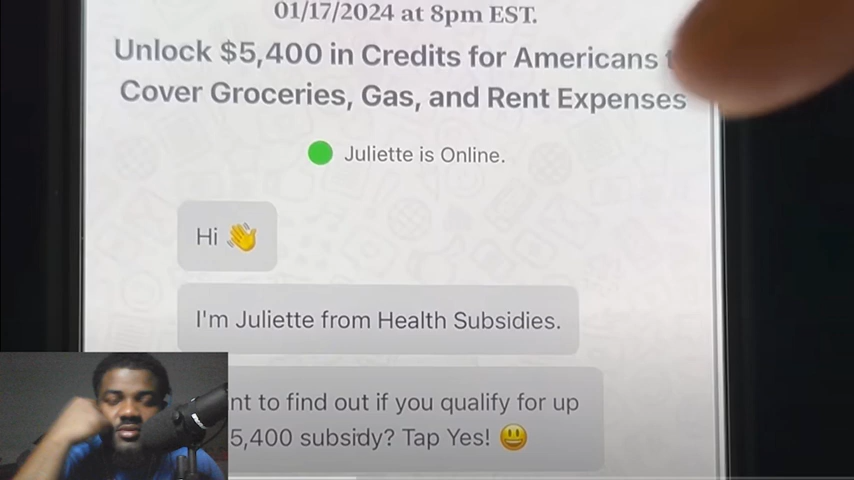 01/17/2024 at 8pm EST.
Unlock $5,400 in Credits for Americans
Cover Groceries, Gas, and Rent Expenses
Juliette is Online.
Hi 👋
I'm Juliette from Health Subsidies.
nt to find out if you qualify for up
5,400 subsidy? Tap Yes! 😃